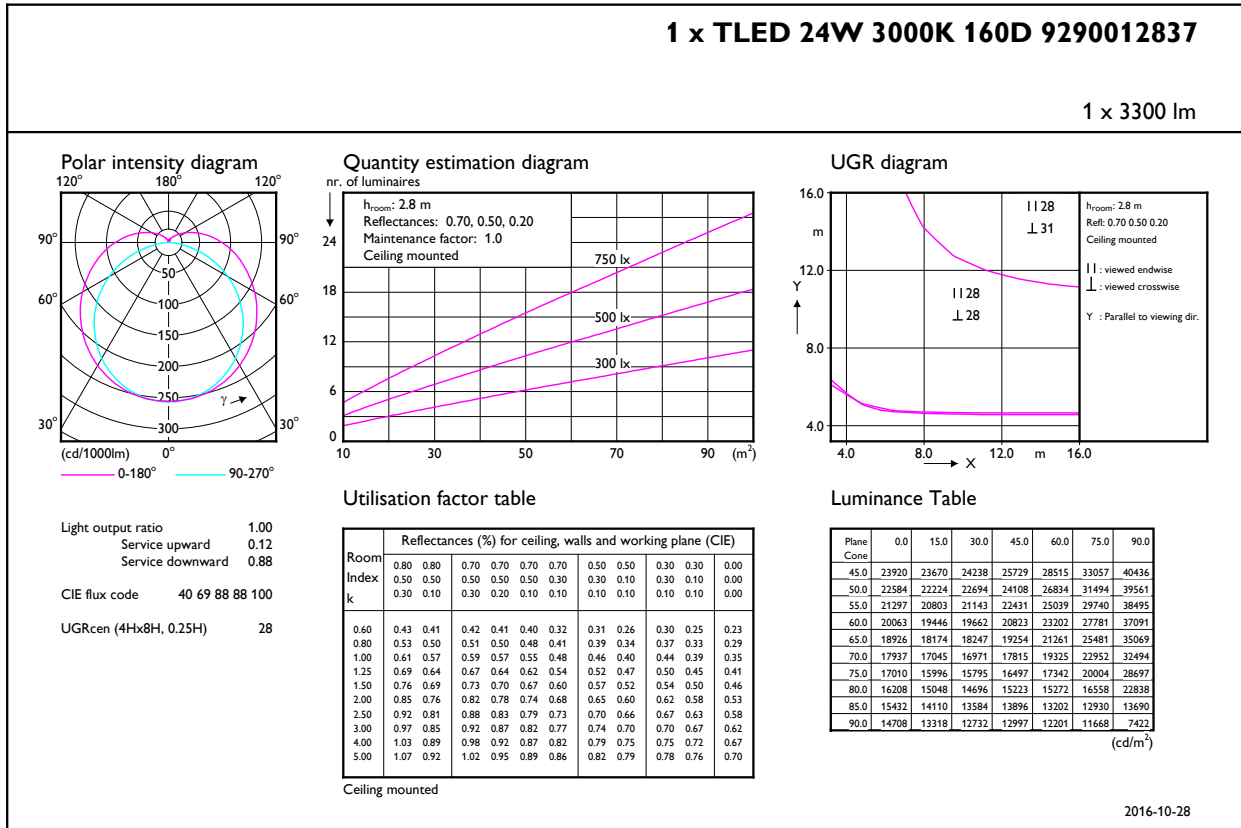 1 x TLED 24W 3000K 160D 9290012837
1 x 3300 lm
Polar intensity diagram
120° 180° 120°
90° 90°
60° 60°
30° 30°
50
100
150
200
250
300
γ
(cd/1000lm) 0°
0-180° 90-270°
Light output ratio 1.00
Service upward 0.12
Service downward 0.88
CIE flux code 40 69 88 88 100
UGRcen (4Hx8H, 0.25H) 28
Quantity estimation diagram
nr. of luminaires
hroom: 2.8 m
Reflectances: 0.70, 0.50, 0.20
Maintenance factor: 1.0
Ceiling mounted
24
18
12
6
0
750 lx
500 lx
300 lx
10 30 50 70 90 (m²)
UGR diagram
16.0
m
12.0
Y
8.0
4.0
II 28
⊥ 31
II 28
⊥ 28
4.0 8.0 12.0 m 16.0
X
hroom: 2.8 m
Refl: 0.70 0.50 0.20
Ceiling mounted
II : viewed endwise
⊥ : viewed crosswise
Y : Parallel to viewing dir.
Utilisation factor table
Room Index k
Reflectances (%) for ceiling, walls and working plane (CIE)
0.80 0.80 0.70 0.70 0.70 0.70 0.50 0.50 0.30 0.30 0.00
0.50 0.50 0.50 0.50 0.50 0.30 0.30 0.10 0.30 0.10 0.00
0.30 0.10 0.30 0.20 0.10 0.10 0.10 0.10 0.10 0.10 0.00
0.60 0.43 0.41 0.42 0.41 0.40 0.32 0.31 0.26 0.30 0.25 0.23
0.80 0.53 0.50 0.51 0.50 0.48 0.41 0.39 0.34 0.37 0.33 0.29
1.00 0.61 0.57 0.59 0.57 0.55 0.48 0.46 0.40 0.44 0.39 0.35
1.25 0.69 0.64 0.67 0.64 0.62 0.54 0.52 0.47 0.50 0.45 0.41
1.50 0.76 0.69 0.73 0.70 0.67 0.60 0.57 0.52 0.54 0.50 0.46
2.00 0.85 0.76 0.82 0.78 0.74 0.68 0.65 0.60 0.62 0.58 0.53
2.50 0.92 0.81 0.88 0.83 0.79 0.73 0.70 0.66 0.67 0.63 0.58
3.00 0.97 0.85 0.92 0.87 0.82 0.77 0.74 0.70 0.70 0.67 0.62
4.00 1.03 0.89 0.98 0.92 0.87 0.82 0.79 0.75 0.75 0.72 0.67
5.00 1.07 0.92 1.02 0.95 0.89 0.86 0.82 0.79 0.78 0.76 0.70
Ceiling mounted
Luminance Table
Plane 0.0 15.0 30.0 45.0 60.0 75.0 90.0
Cone
45.0 23920 23670 24238 25729 28515 33057 40436
50.0 22584 22224 22694 24108 26834 31494 39561
55.0 21297 20803 21143 22431 25039 29740 38495
60.0 20063 19446 19662 20823 23202 27781 37091
65.0 18926 18174 18247 19254 21261 25481 35069
70.0 17937 17045 16971 17815 19325 22952 32494
75.0 17010 15996 15795 16497 17342 20004 28697
80.0 16208 15048 14696 15223 15272 16558 22838
85.0 15432 14110 13584 13896 13202 12930 13690
90.0 14708 13318 12732 12997 12201 11668 7422
(cd/m²)
2016-10-28